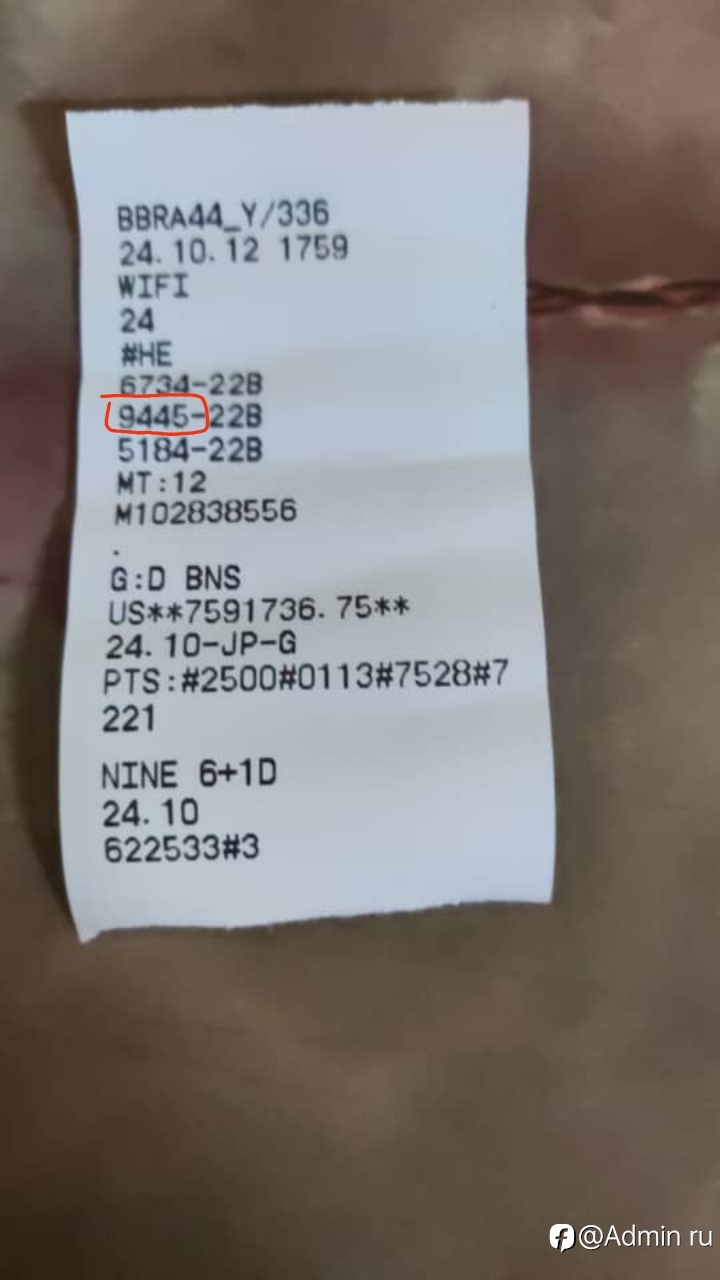 BBRA44_Y/336
24.10.12 1759
WIFI
24
#HE
6734-22B
9445-22B
5184-22B
MT:12
M102838556
.
G:D BNS
US**7591736.75**
24.10-JP-G
PTS:#2500#0113#7528#7
221
NINE 6+1D
24.10
622533#3
@Admin ru